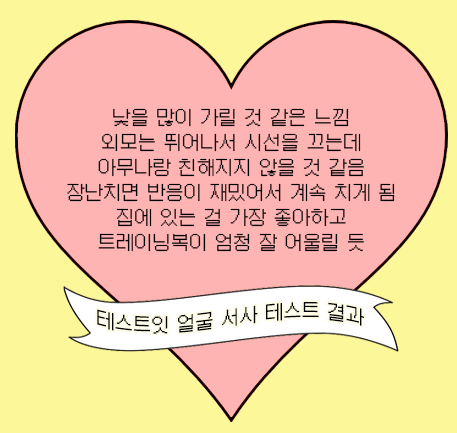 낯을 많이 가릴 것 같은 느낌
외모는 뛰어나서 시선을 끄는데
아무나랑 친해지지 않을 것 같음
장난치면 반응이 재밌어서 계속 치게 됨
집에 있는 걸 가장 좋아하고
트레이닝복이 엄청 잘 어울릴 듯
테스트잇 얼굴 서사 테스트 결과